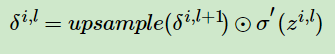 δ^{i,l} = upsample(δ^{i,l+1}) ⊙ σ′(z^{i,l})